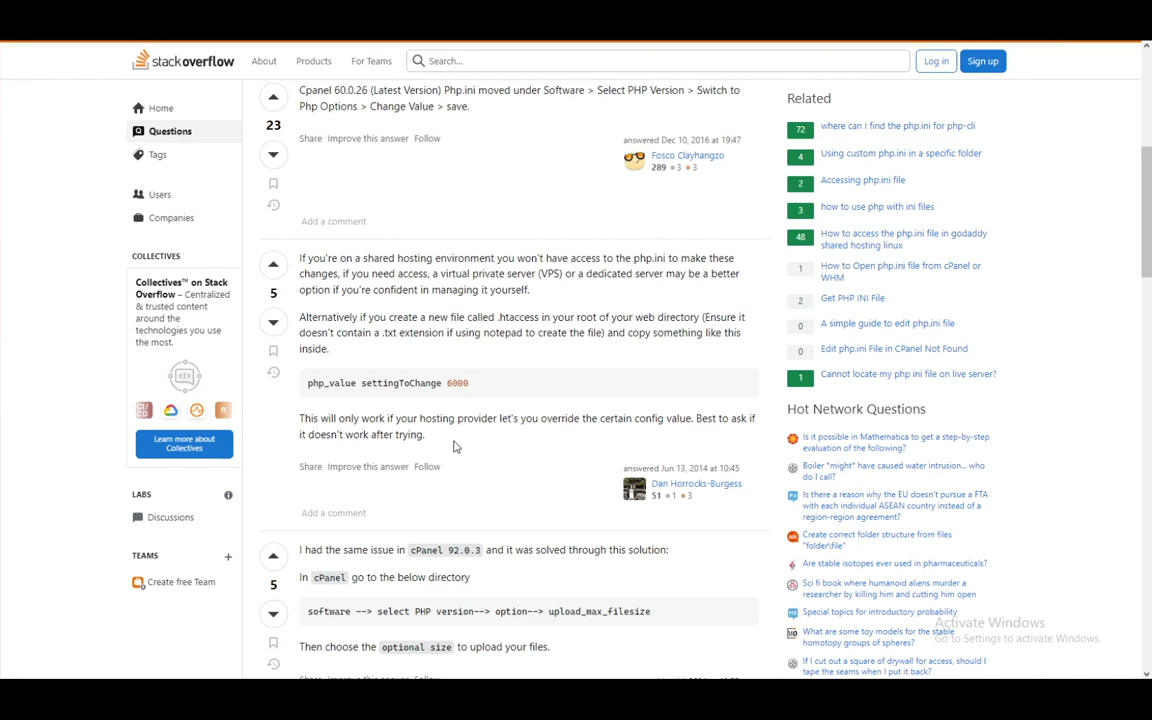 stackoverflow
About
Products
For Teams
Search...
Log in
Sign up
Home
Questions
Tags
Users
Companies
COLLECTIVES
Collectives™ on Stack
Overflow – Centralized
& trusted content
around the
technologies you use
the most.
Learn more about
Collectives
LABS
Discussions
TEAMS
Create free Team
Cpanel 60.0.26 (Latest Version) Php.ini moved under Software > Select PHP Version > Switch to
Php Options > Change Value > save.
23
Share Improve this answer Follow
answered Dec 10, 2016 at 19:47
Fosco Clayhangzo
289 3 3
Add a comment
If you're on a shared hosting environment you won't have access to the php.ini to make these
changes, if you need access, a virtual private server (VPS) or a dedicated server may be a better
option if you're confident in managing it yourself.
5
Alternatively if you create a new file called .htaccess in your root of your web directory (Ensure it
doesn't contain a .txt extension if using notepad to create the file) and copy something like this
inside.
php_value settingToChange 6000
This will only work if your hosting provider let's you override the certain config value. Best to ask if
it doesn't work after trying.
Share Improve this answer Follow
answered Jun 13, 2014 at 10:45
Dan Horrocks-Burgess
51 1 3
Add a comment
I had the same issue in cPanel 92.0.3 and it was solved through this solution:
5
In cPanel go to the below directory
software --> select PHP version--> option--> upload_max_filesize
Then choose the optional size to upload your files.
Related
72 where can I find the php.ini for php-cli
4 Using custom php.ini in a specific folder
2 Accessing php.ini file
3 how to use php with ini files
48 How to access the php.ini file in godaddy
shared hosting linux
1 How to Open php.ini file from cPanel or
WHM
2 Get PHP INI File
0 A simple guide to edit php.ini file
0 Edit php.ini File in CPanel Not Found
1 Cannot locate my php ini file on live server?
Hot Network Questions
Is it possible in Mathematica to get a step-by-step
evaluation of the following?
Boiler "might" have caused water intrusion... who
do I call?
Is there a reason why the EU doesn't pursue a FTA
with each individual ASEAN country instead of a
region-region agreement?
Create correct folder structure from files
"folder\file"
Are stable isotopes ever used in pharmaceuticals?
Sci fi book where humanoid aliens murder a
researcher by killing him and cutting him open
Special topics for introductory probability
What are some toy models for the stable
homotopy groups of spheres?
If I cut out a square of drywall for access, should I
tape the seams when I put it back?
Activate Windows
Go to Settings to activate Windows.